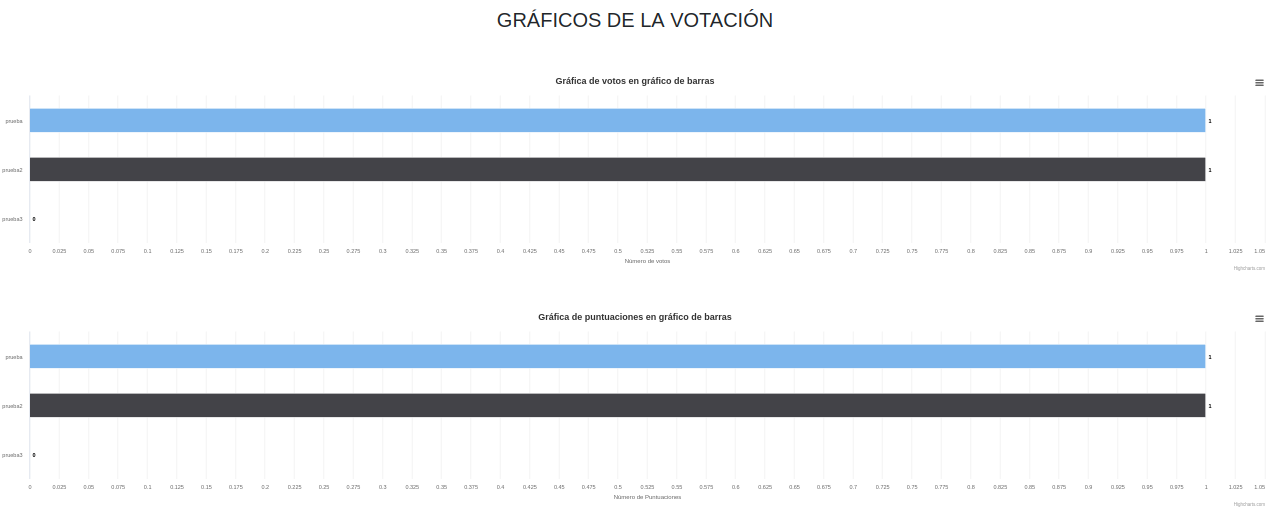 GRÁFICOS DE LA VOTACIÓN
Gráfica de votos en gráfico de barras
prueba 1
prueba2 1
prueba3 0
0 0.025 0.05 0.075 0.1 0.125 0.15 0.175 0.2 0.225 0.25 0.275 0.3 0.325 0.35 0.375 0.4 0.425 0.45 0.475 0.5 0.525 0.55 0.575 0.6 0.625 0.65 0.675 0.7 0.725 0.75 0.775 0.8 0.825 0.85 0.875 0.9 0.925 0.95 0.975 1 1.025 1.05
Número de votos
Highcharts.com
Gráfica de puntuaciones en gráfico de barras
prueba 1
prueba2 1
prueba3 0
0 0.025 0.05 0.075 0.1 0.125 0.15 0.175 0.2 0.225 0.25 0.275 0.3 0.325 0.35 0.375 0.4 0.425 0.45 0.475 0.5 0.525 0.55 0.575 0.6 0.625 0.65 0.675 0.7 0.725 0.75 0.775 0.8 0.825 0.85 0.875 0.9 0.925 0.95 0.975 1 1.025 1.05
Número de Puntuaciones
Highcharts.com